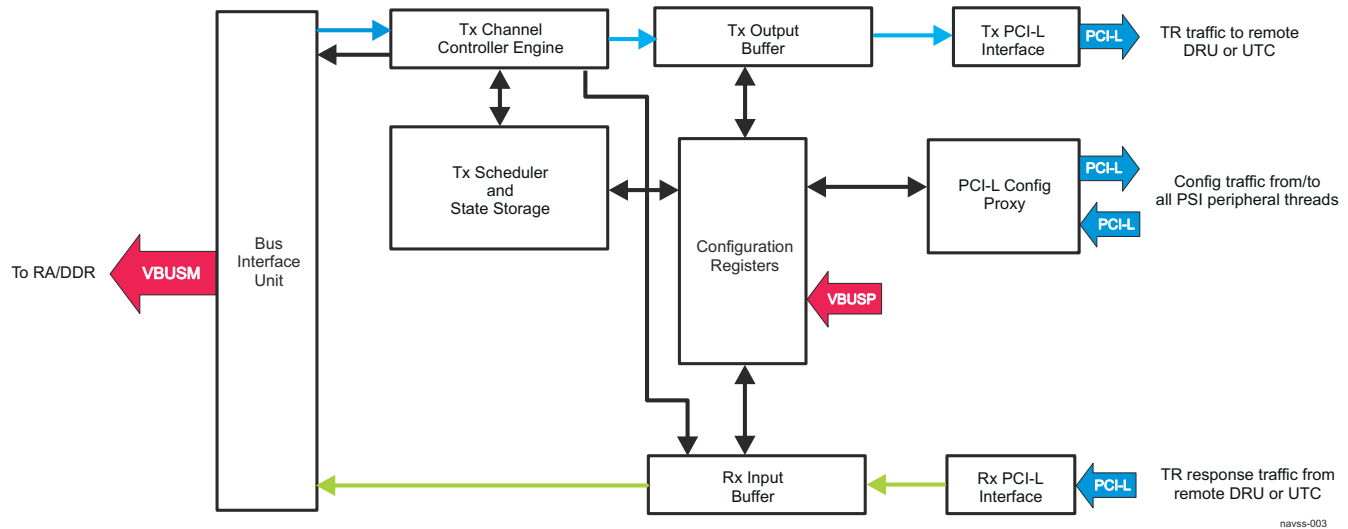 Tx Channel
Controller Engine
Tx Output
Buffer
Tx PCI-L
Interface
PCI-L
TR traffic to remote
DRU or UTC
Tx Scheduler
and
State Storage
Configuration
Registers
PCI-L Config
Proxy
PCI-L
PCI-L
Config traffic from/to
all PSI peripheral threads
To RA/DDR
VBUSM
Bus
Interface
Unit
VBUSP
Rx Input
Buffer
Rx PCI-L
Interface
PCI-L
TR response traffic from
remote DRU or UTC
navss-003